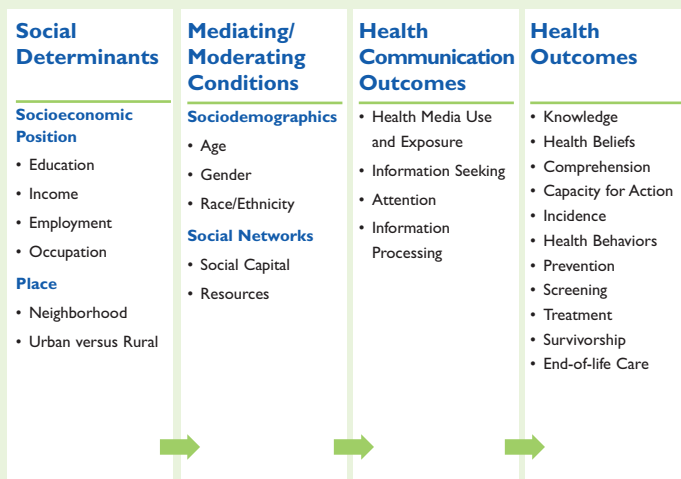 Social
Determinants
Socioeconomic
Position
• Education
• Income
• Employment
• Occupation
Place
• Neighborhood
• Urban versus Rural
Mediating/
Moderating
Conditions
Sociodemographics
• Age
• Gender
• Race/Ethnicity
Social Networks
• Social Capital
• Resources
Health
Communication
Outcomes
• Health Media Use
and Exposure
• Information Seeking
• Attention
• Information
Processing
Health
Outcomes
• Knowledge
• Health Beliefs
• Comprehension
• Capacity for Action
• Incidence
• Health Behaviors
• Prevention
• Screening
• Treatment
• Survivorship
• End-of-life Care